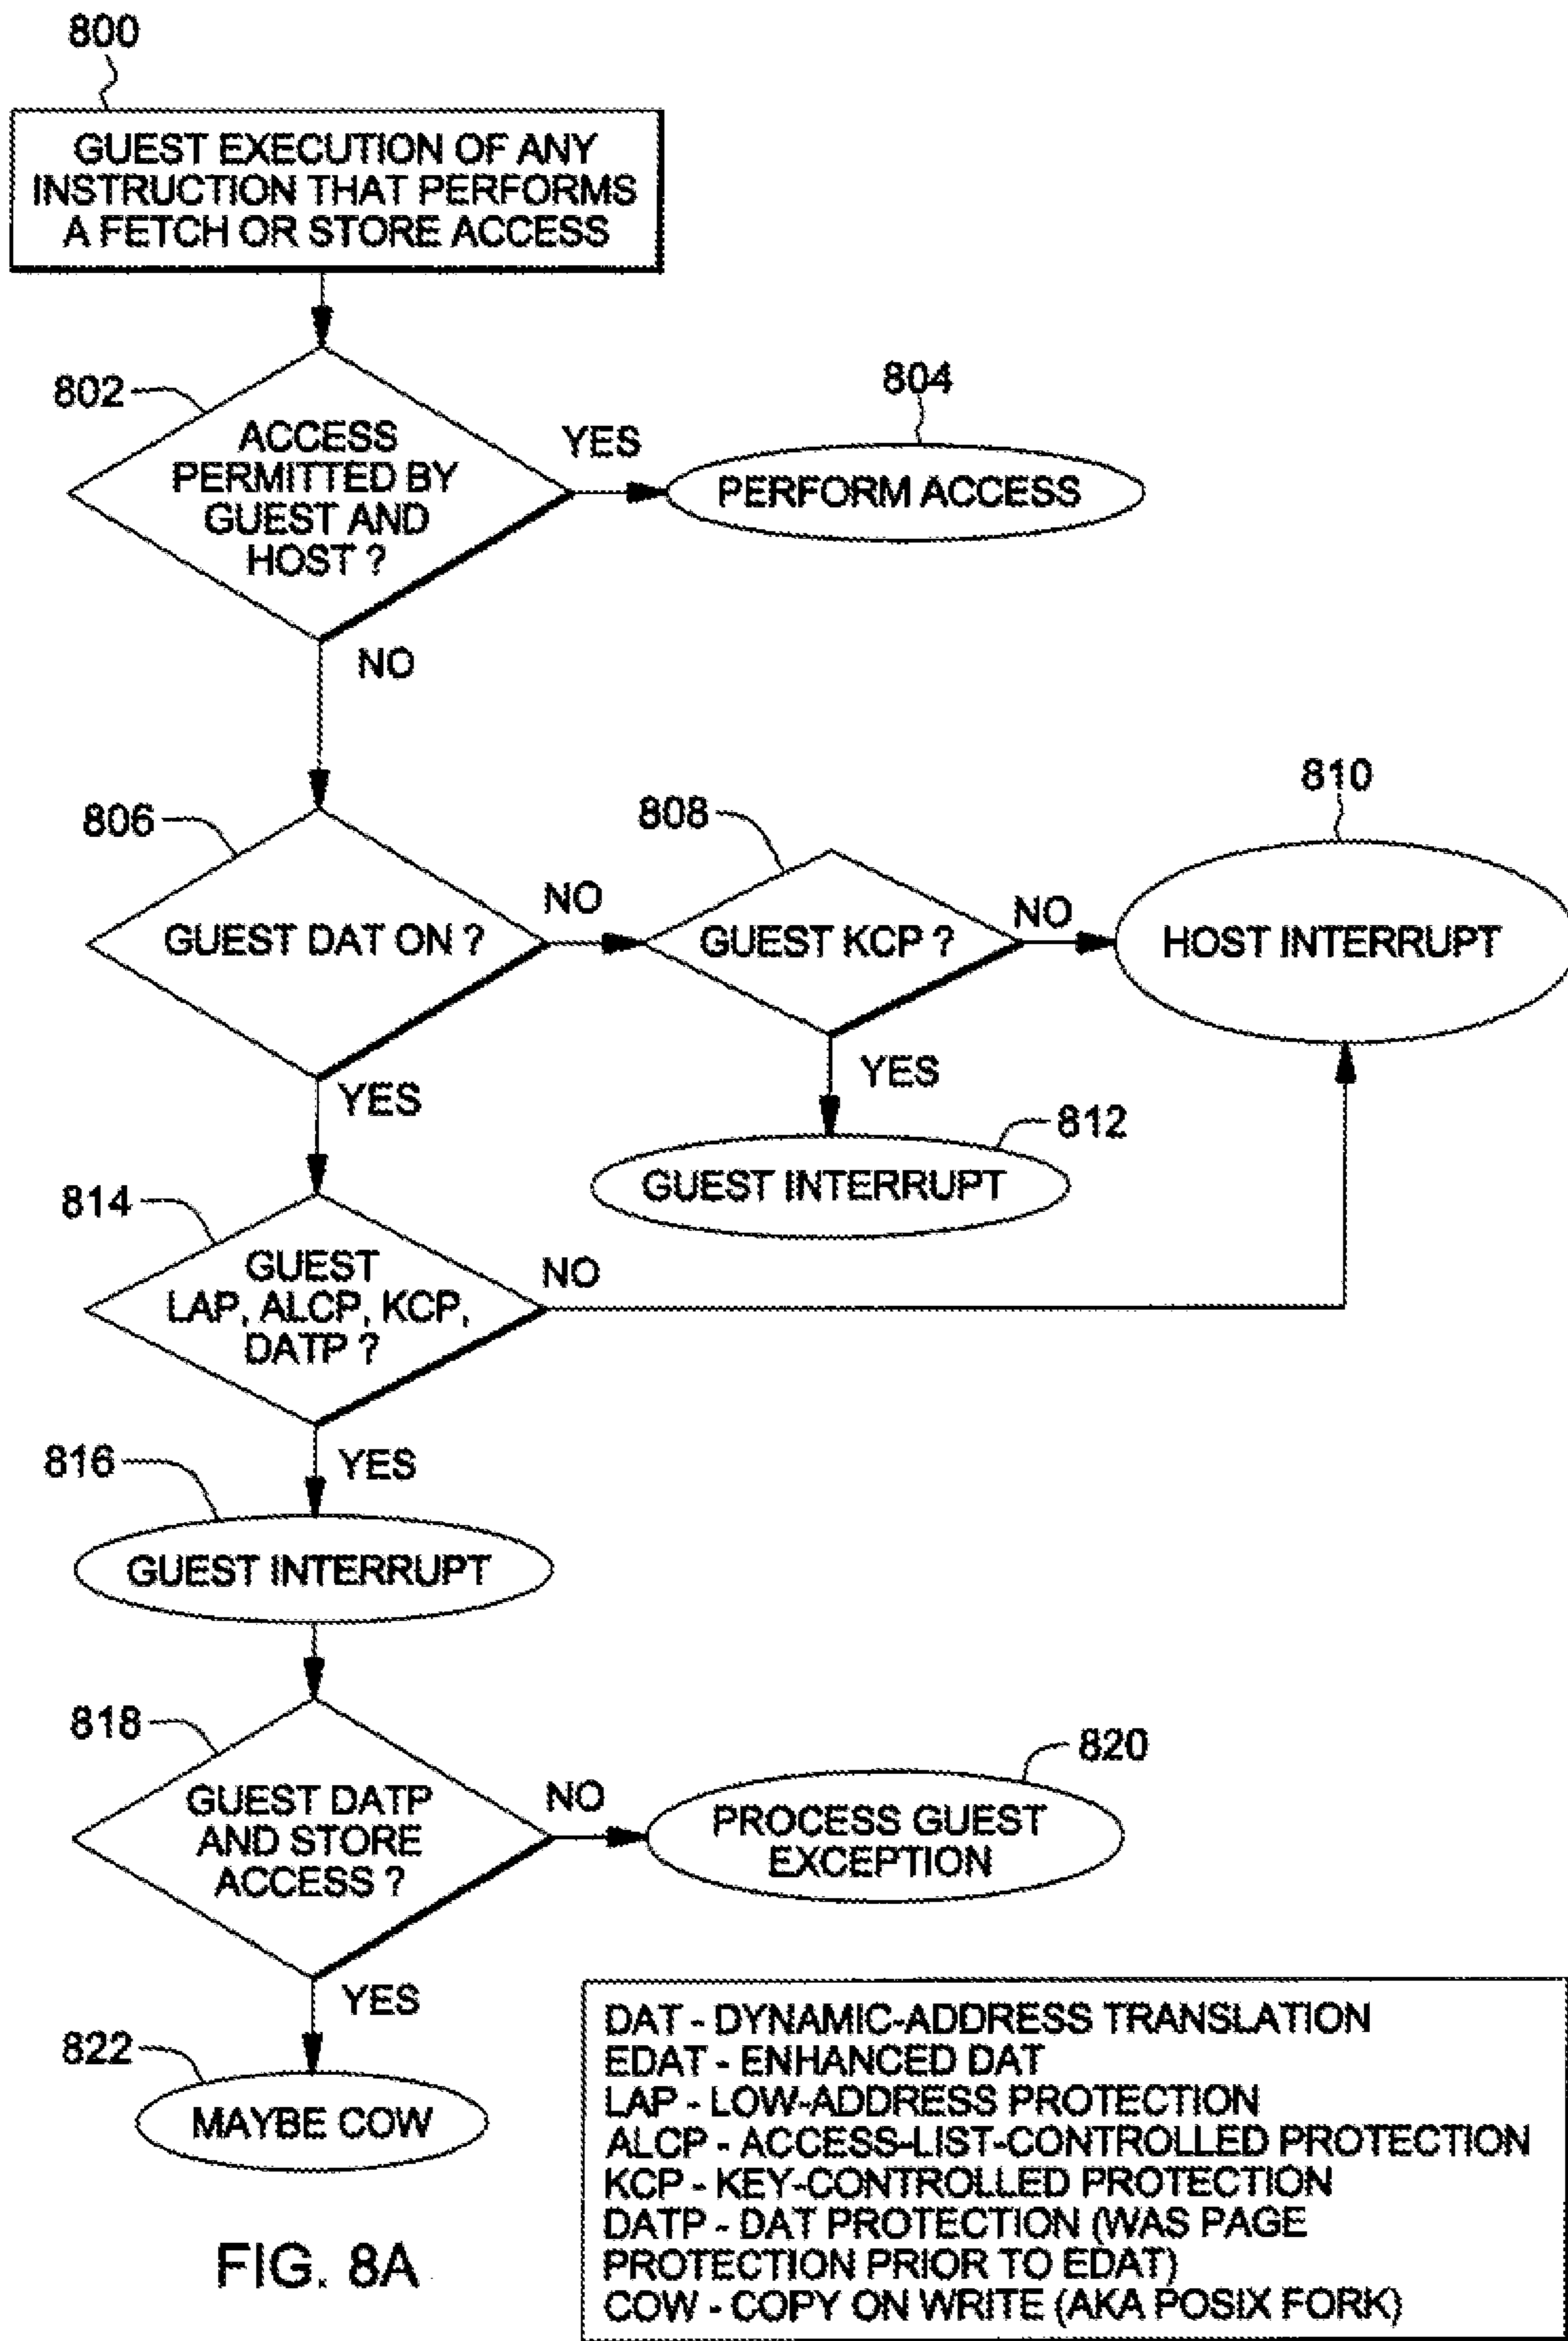 800
GUEST EXECUTION OF ANY
INSTRUCTION THAT PERFORMS
A FETCH OR STORE ACCESS
802
ACCESS
PERMITTED BY
GUEST AND
HOST ?
YES
804
PERFORM ACCESS
NO
806
GUEST DAT ON ?
NO
808
GUEST KCP ?
NO
810
HOST INTERRUPT
YES
YES
812
GUEST INTERRUPT
814
GUEST
LAP, ALCP, KCP,
DATP ?
NO
YES
816
GUEST INTERRUPT
818
GUEST DATP
AND STORE
ACCESS ?
NO
820
PROCESS GUEST
EXCEPTION
YES
822
MAYBE COW
DAT - DYNAMIC-ADDRESS TRANSLATION
EDAT - ENHANCED DAT
LAP - LOW-ADDRESS PROTECTION
ALCP - ACCESS-LIST-CONTROLLED PROTECTION
KCP - KEY-CONTROLLED PROTECTION
DATP - DAT PROTECTION (WAS PAGE
PROTECTION PRIOR TO EDAT)
COW - COPY ON WRITE (AKA POSIX FORK)
FIG. 8A